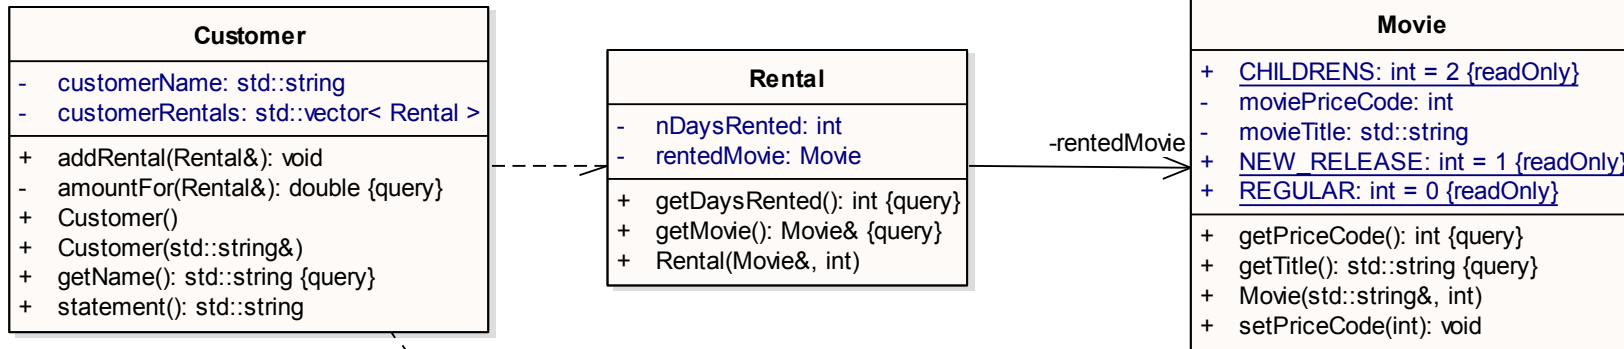 Customer
- customerName: std::string
- customerRentals: std::vector< Rental >
+ addRental(Rental&): void
- amountFor(Rental&): double {query}
+ Customer()
+ Customer(std::string&)
+ getName(): std::string {query}
+ statement(): std::string
Rental
- nDaysRented: int
- rentedMovie: Movie
+ getDaysRented(): int {query}
+ getMovie(): Movie& {query}
+ Rental(Movie&, int)
-rentedMovie
Movie
+ CHILDRENS: int = 2 {readOnly}
- moviePriceCode: int
- movieTitle: std::string
+ NEW_RELEASE: int = 1 {readOnly}
+ REGULAR: int = 0 {readOnly}
+ getPriceCode(): int {query}
+ getTitle(): std::string {query}
+ Movie(std::string&, int)
+ setPriceCode(int): void